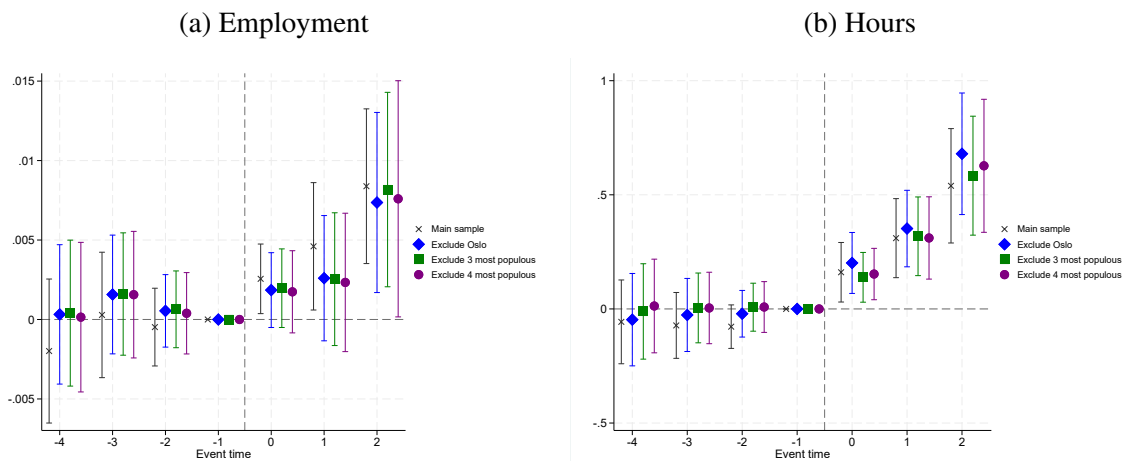 (a) Employment
.015
.01
.005
0
-.005
-4 -3 -2 -1 0 1 2
Event time
Main sample
Exclude Oslo
Exclude 3 most populous
Exclude 4 most populous
(b) Hours
1
.5
0
-.5
-4 -3 -2 -1 0 1 2
Event time
Main sample
Exclude Oslo
Exclude 3 most populous
Exclude 4 most populous